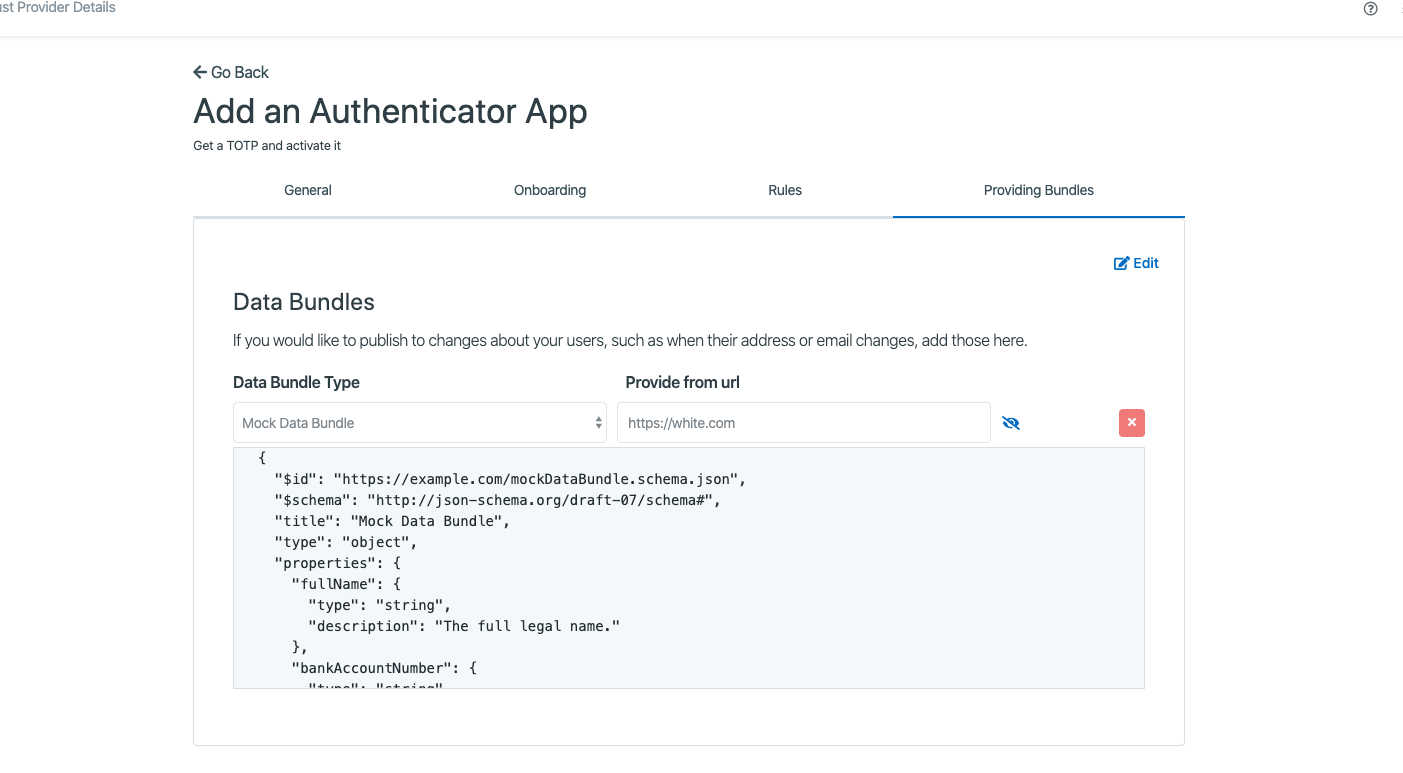 Provider Details
Go Back
Add an Authenticator App
Get a TOTP and activate it
General Onboarding Rules Providing Bundles
Edit
Data Bundles
If you would like to publish to changes about your users, such as when their address or email changes, add those here.
Data Bundle Type Provide from url
Mock Data Bundle https://white.com
{
"$id": "https://example.com/mockDataBundle.schema.json",
"$schema": "http://json-schema.org/draft-07/schema#",
"title": "Mock Data Bundle",
"type": "object",
"properties": {
"fullName": {
"type": "string",
"description": "The full legal name."
},
"bankAccountNumber": {
"type": "string"